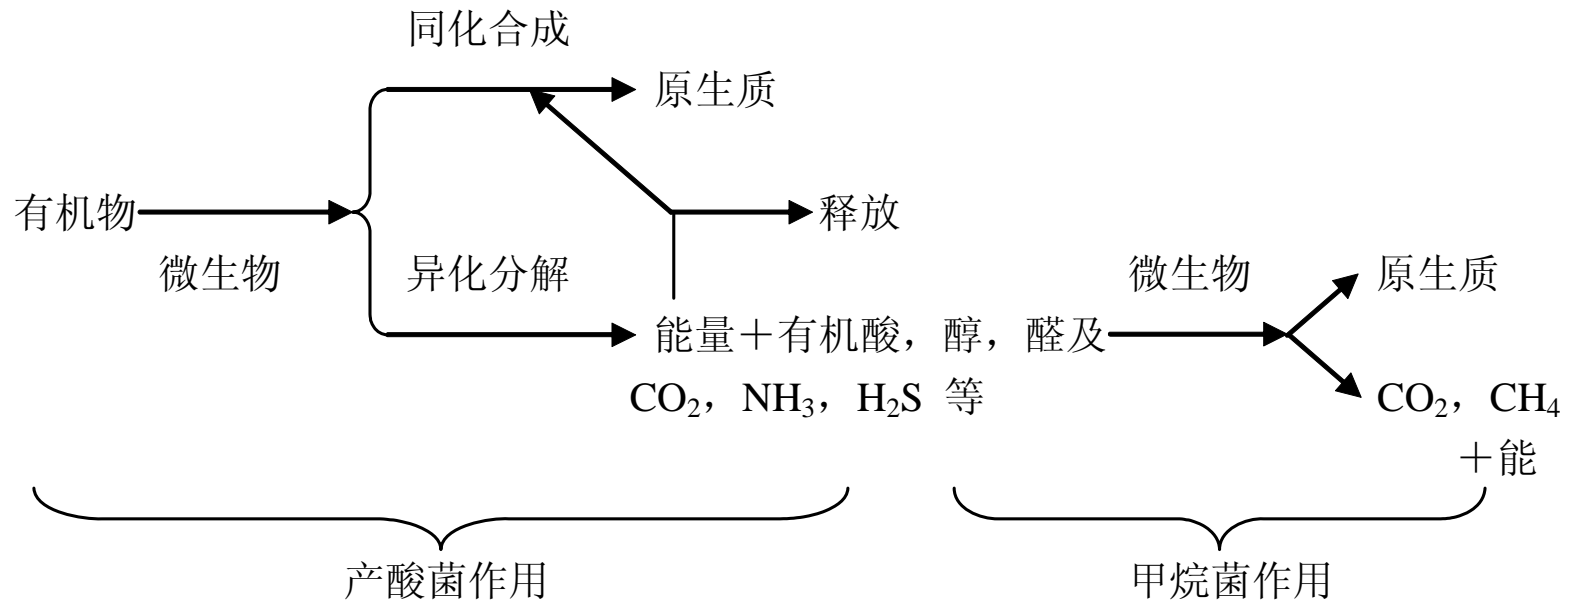 同化合成
原生质
有机物
释放
微生物
异化分解
微生物
原生质
能量＋有机酸，醇，醛及
CO₂，NH₃，H₂S 等
CO₂，CH₄
＋能
产酸菌作用
甲烷菌作用